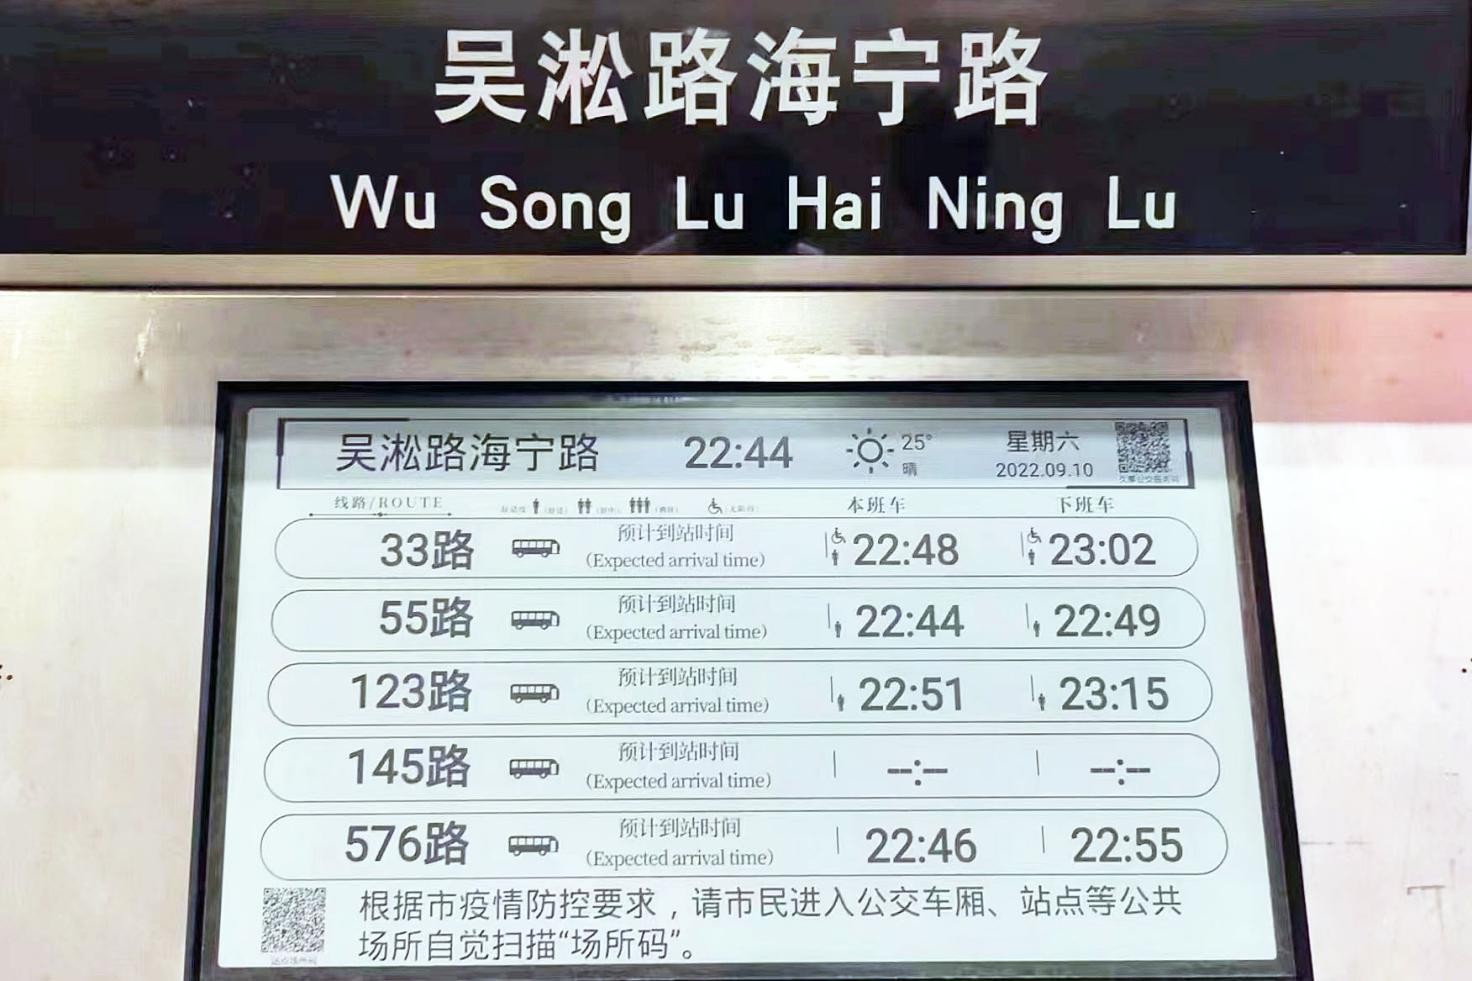 吴淞路海宁路
Wu Song Lu Hai Ning Lu
吴淞路海宁路 22:44 25° 晴 星期六 2022.09.10
线路/ROUTE 本班车 下班车
33路 预计到站时间 (Expected arrival time) 22:48 23:02
55路 预计到站时间 (Expected arrival time) 22:44 22:49
123路 预计到站时间 (Expected arrival time) 22:51 23:15
145路 预计到站时间 (Expected arrival time) --:-- --:--
576路 预计到站时间 (Expected arrival time) 22:46 22:55
根据市疫情防控要求，请市民进入公交车厢、站点等公共
场所自觉扫描“场所码”。